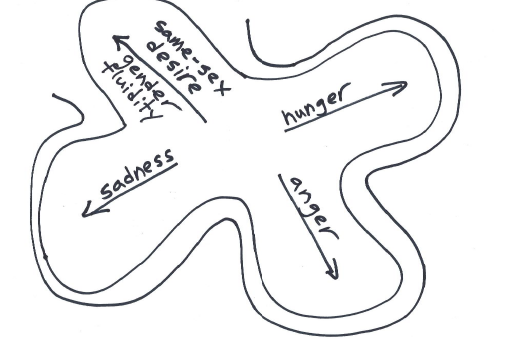 same-sex
desire
gender
fluidity
hunger
sadness
anger